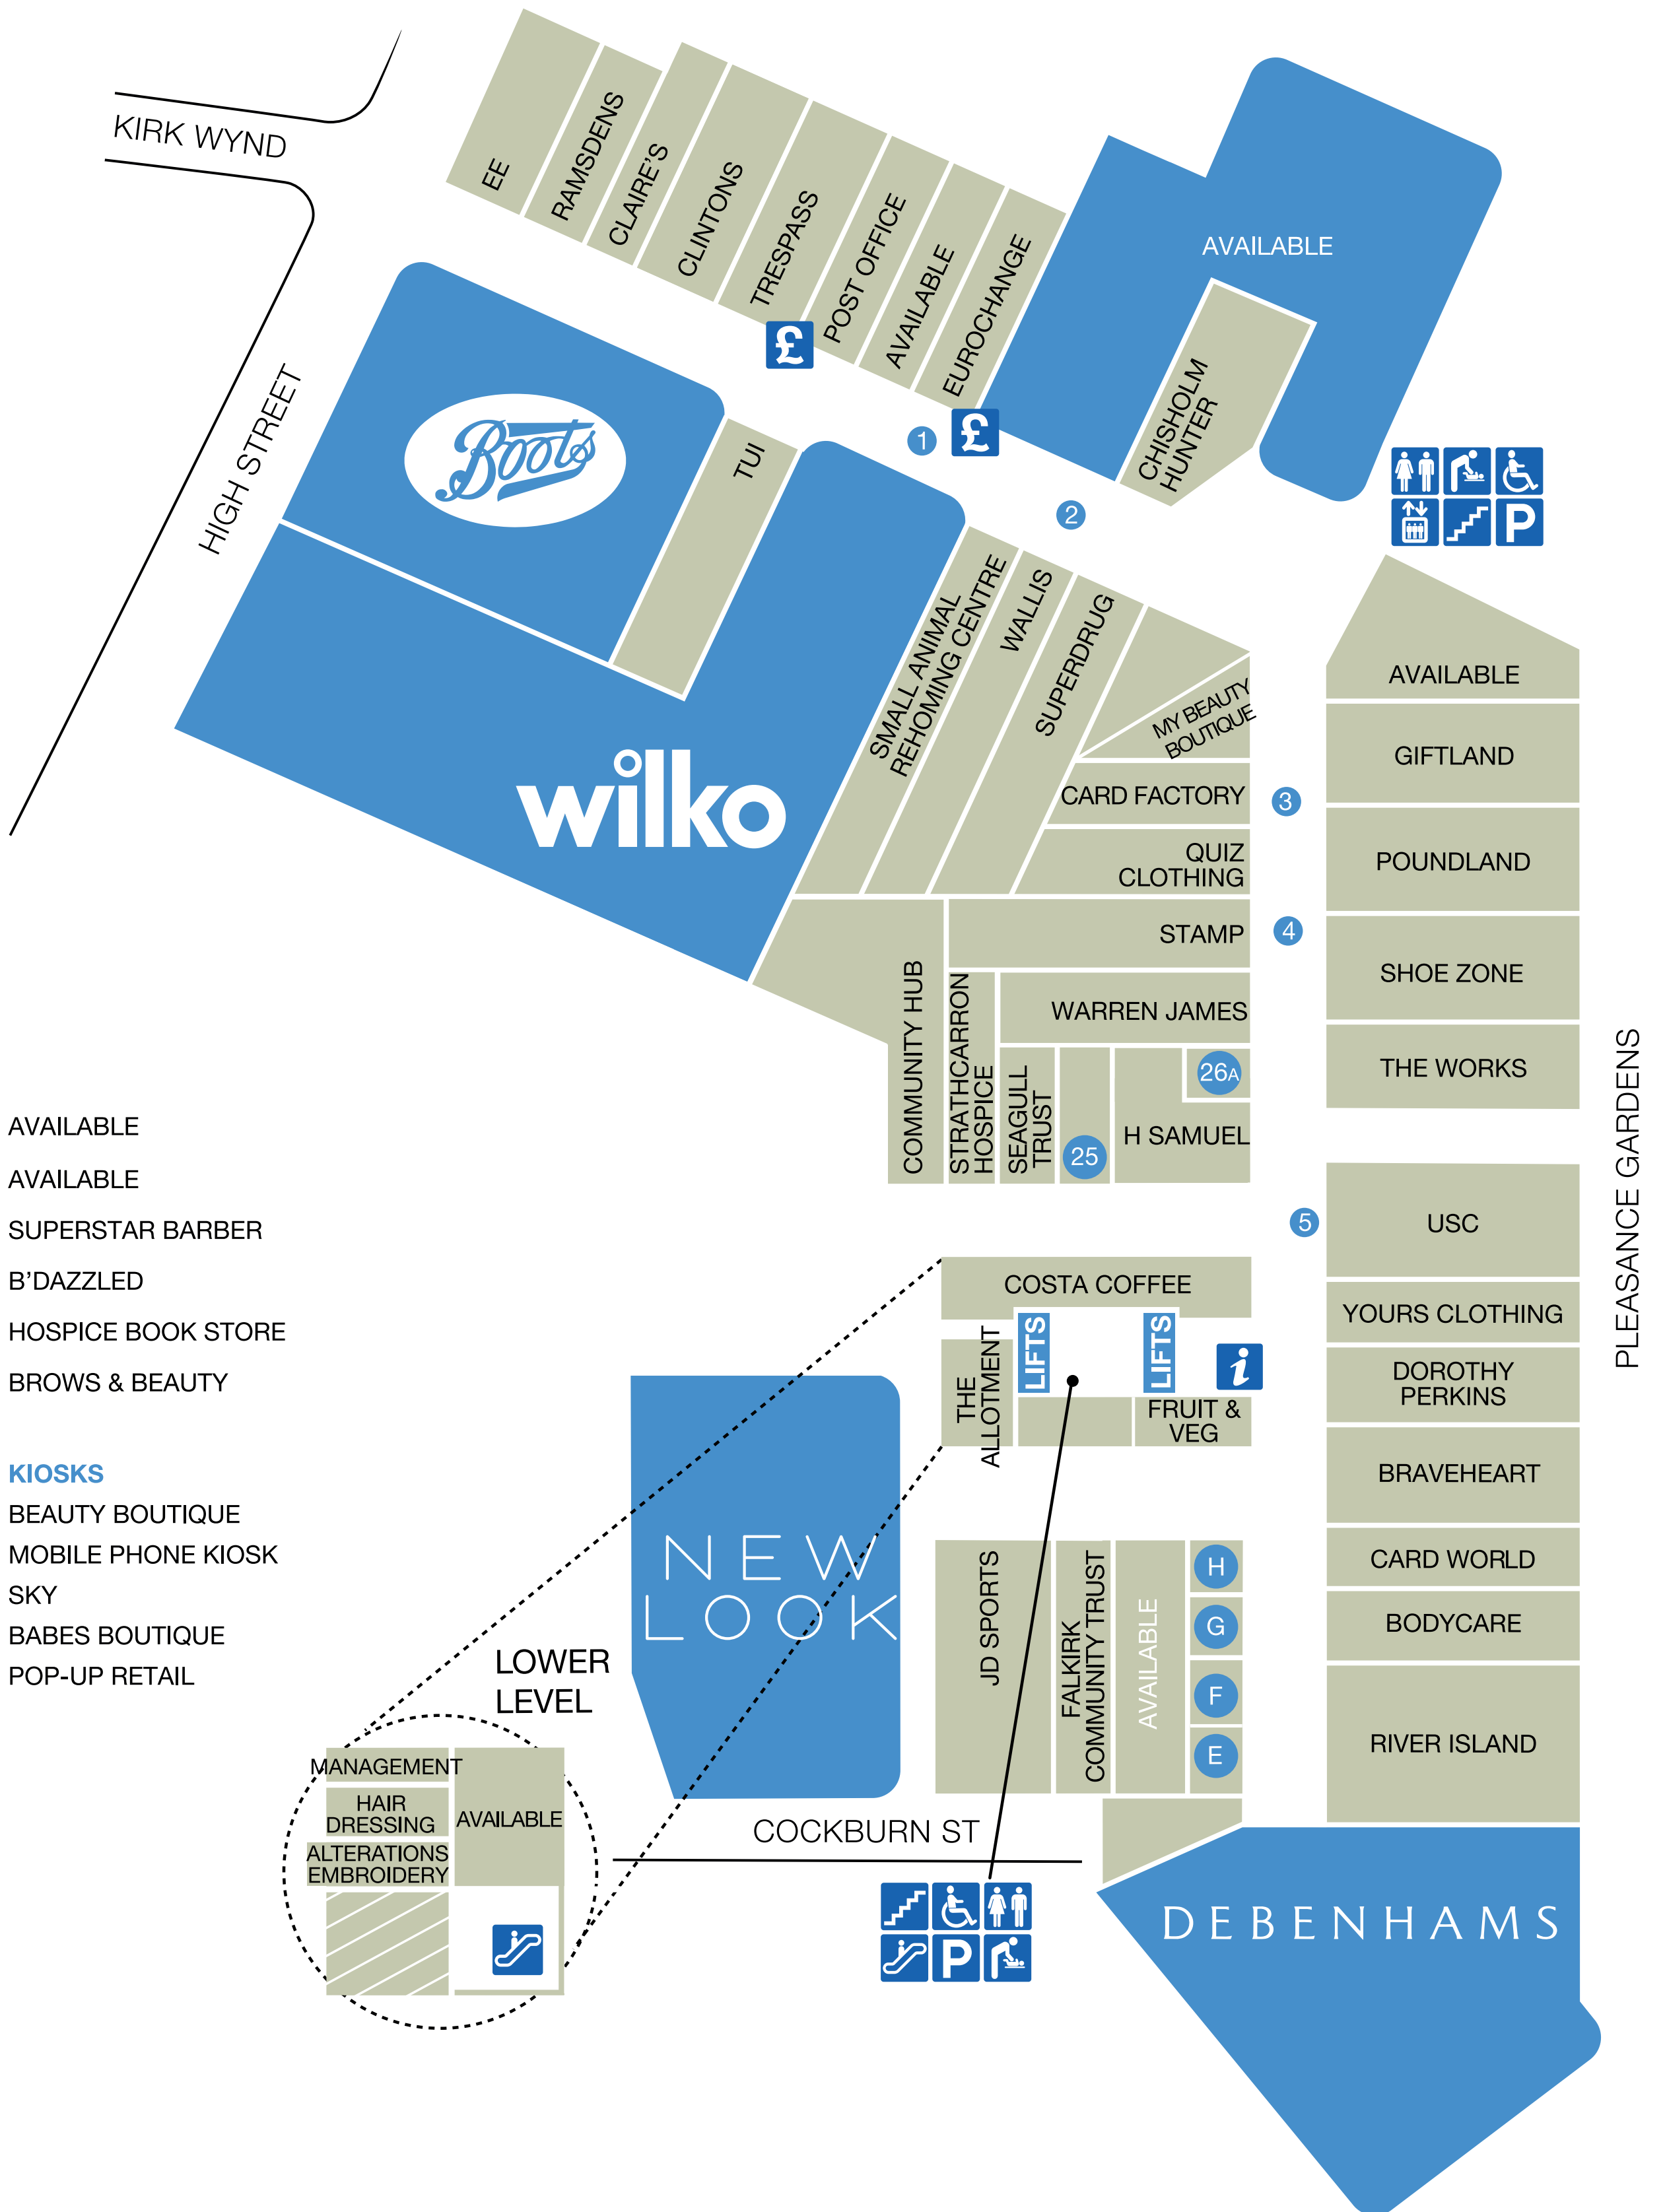 KIRK WYND
HIGH STREET
EE
RAMSDENS
CLAIRE'S
CLINTONS
TRESPASS
POST OFFICE
AVAILABLE
EUROCHANGE
AVAILABLE
CHISHOLM
HUNTER
£
£
1
2
P
Boots
TUI
wilko
SMALL ANIMAL
REHOMING CENTRE
WALLIS
SUPERDRUG
MY BEAUTY
BOUTIQUE
CARD FACTORY
QUIZ
CLOTHING
STAMP
WARREN JAMES
COMMUNITY HUB
STRATHCARRON
HOSPICE
SEAGULL
TRUST
25
26A
H SAMUEL
3
4
5
AVAILABLE
GIFTLAND
POUNDLAND
SHOE ZONE
THE WORKS
PLEASANCE GARDENS
USC
YOURS CLOTHING
DOROTHY
PERKINS
BRAVEHEART
CARD WORLD
BODYCARE
RIVER ISLAND
DEBENHAMS
COSTA COFFEE
THE
ALLOTMENT
LIFTS
LIFTS
i
FRUIT &
VEG
NEW
LOOK
JD SPORTS
FALKIRK
COMMUNITY TRUST
AVAILABLE
H
G
F
E
COCKBURN ST
P
AVAILABLE
AVAILABLE
SUPERSTAR BARBER
B'DAZZLED
HOSPICE BOOK STORE
BROWS & BEAUTY
KIOSKS
BEAUTY BOUTIQUE
MOBILE PHONE KIOSK
SKY
BABES BOUTIQUE
POP-UP RETAIL
LOWER
LEVEL
MANAGEMENT
HAIR
DRESSING
ALTERATIONS
EMBROIDERY
AVAILABLE